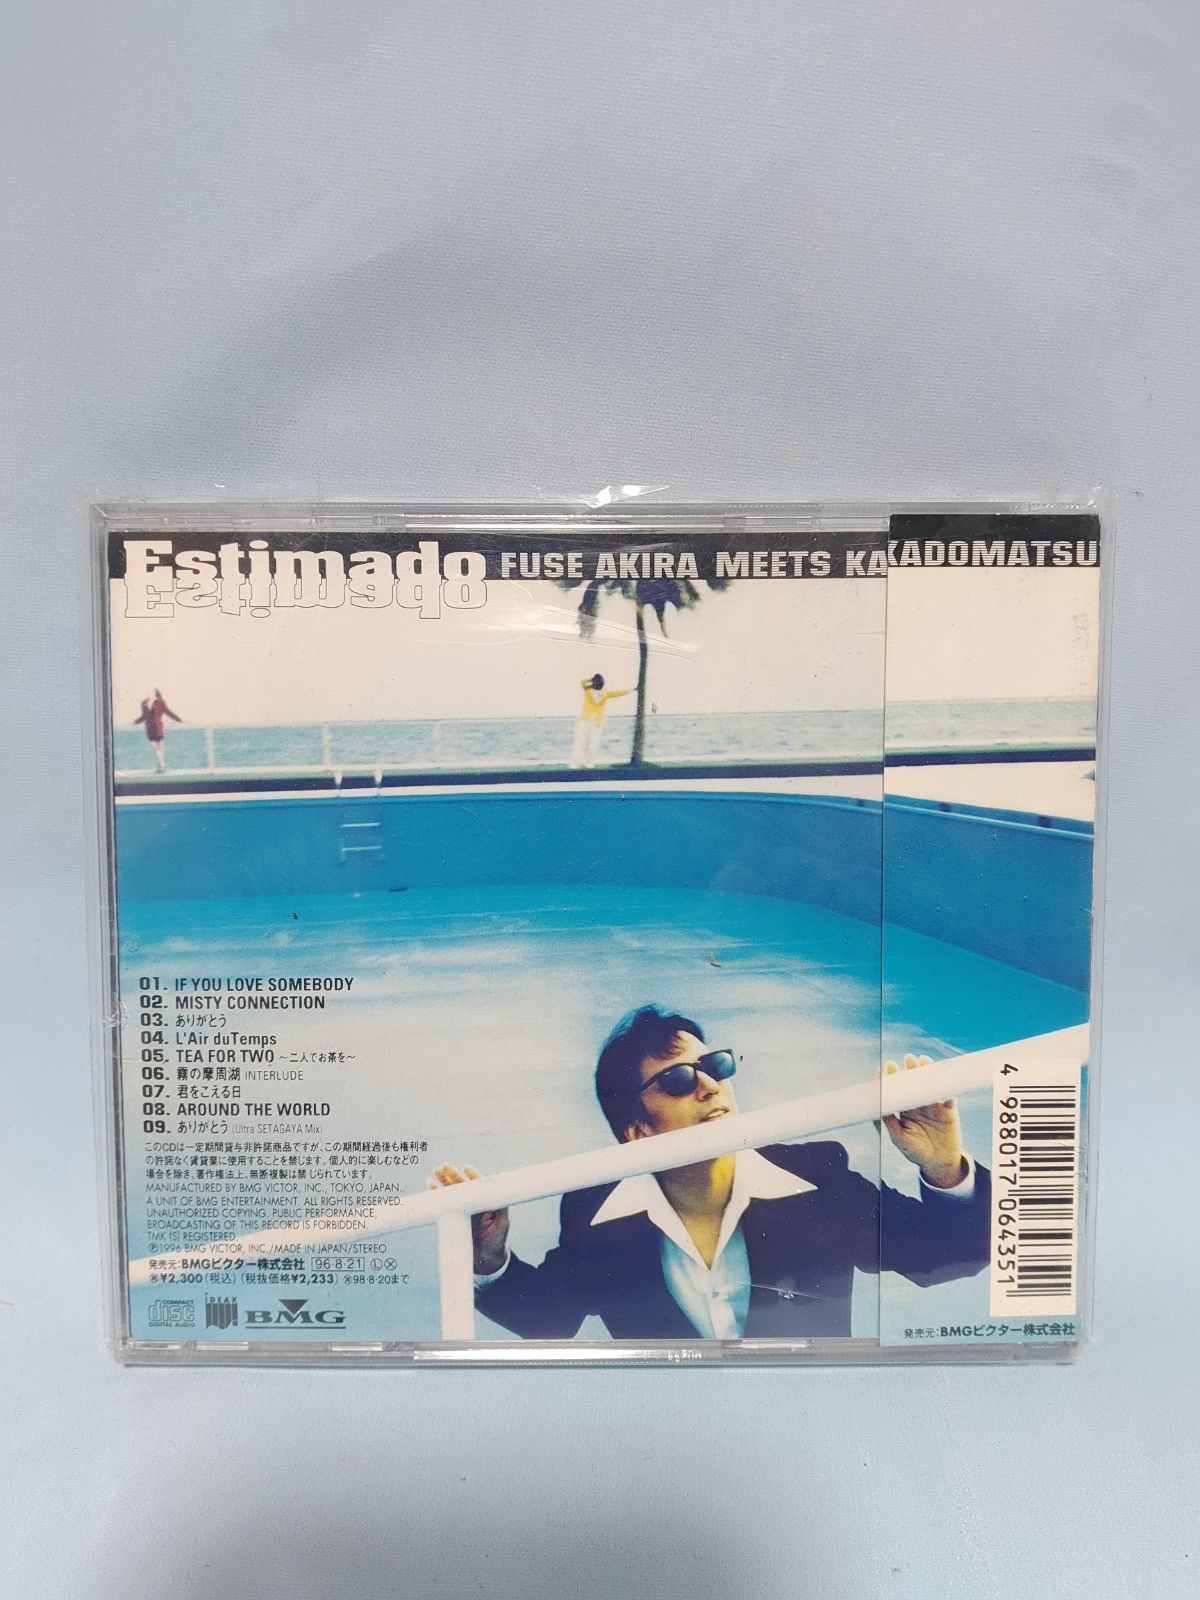 Estimado FUSE AKIRA MEETS KA KADOMATSU
Estimado
01. IF YOU LOVE SOMEBODY
02. MISTY CONNECTION
03. ありがとう
04. L'Air duTemps
05. TEA FOR TWO ～二人でお茶を～
06. 霧の摩周湖 INTERLUDE
07. 君をこえる日
08. AROUND THE WORLD
09. ありがとう (Ultra SETAGAYA Mix)
このCDは一定期間貸与非許諾商品ですが、この期間経過後も権利者
の許諾なく賃貸業に使用することを禁じます。個人的に楽しむなどの
場合を除き、著作権法上、無断複製は禁じられています。
MANUFACTURED BY BMG VICTOR, INC., TOKYO, JAPAN.,
A UNIT OF BMG ENTERTAINMENT. ALL RIGHTS RESERVED.
UNAUTHORIZED COPYING, PUBLIC PERFORMANCE,
BROADCASTING OF THIS RECORD IS FORBIDDEN.
TMK (S) REGISTERED.
Ⓟ1996 BMG VICTOR, INC./MADE IN JAPAN/STEREO
発売元:BMGビクター株式会社 96·8·21 Ⓛ Ⓧ
¥2,300(税込)(税抜価格¥2,233) 98·8·20まで
COMPACT disc DIGITAL AUDIO
iDEAK
BMG
4 988017 064351
発売元:BMGビクター株式会社